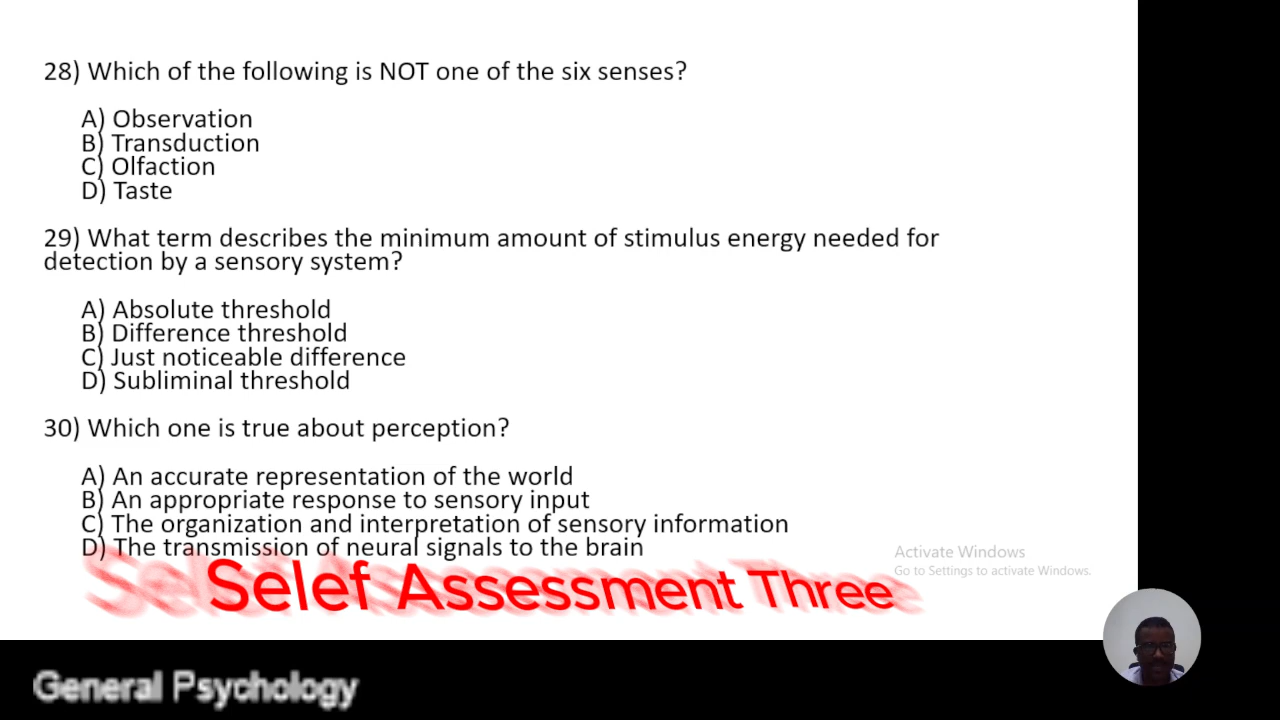 28) Which of the following is NOT one of the six senses?
A) Observation
B) Transduction
C) Olfaction
D) Taste
29) What term describes the minimum amount of stimulus energy needed for
detection by a sensory system?
A) Absolute threshold
B) Difference threshold
C) Just noticeable difference
D) Subliminal threshold
30) Which one is true about perception?
A) An accurate representation of the world
B) An appropriate response to sensory input
C) The organization and interpretation of sensory information
D) The transmission of neural signals to the brain
Activate Windows
Go to Settings to activate Windows.
Selef Assessment Three
General Psychology